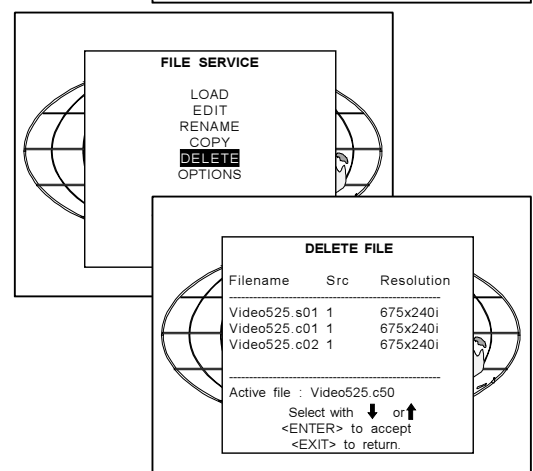 FILE SERVICE
LOAD
EDIT
RENAME
COPY
DELETE
OPTIONS
DELETE FILE
Filename Src Resolution
------------------------------------------------
Video525.s01 1 675x240i
Video525.c01 1 675x240i
Video525.c02 1 675x240i
------------------------------------------------
Active file : Video525.c50
Select with ⬇ or ⬆
<ENTER> to accept
<EXIT> to return.